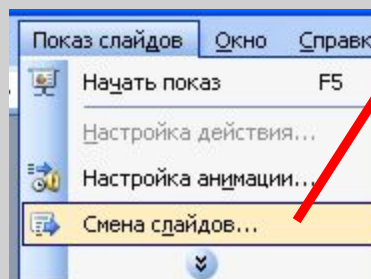 Показ слайдов Окно Справк
Начать показ F5
Настройка действия...
Настройка анимации...
Смена слайдов...